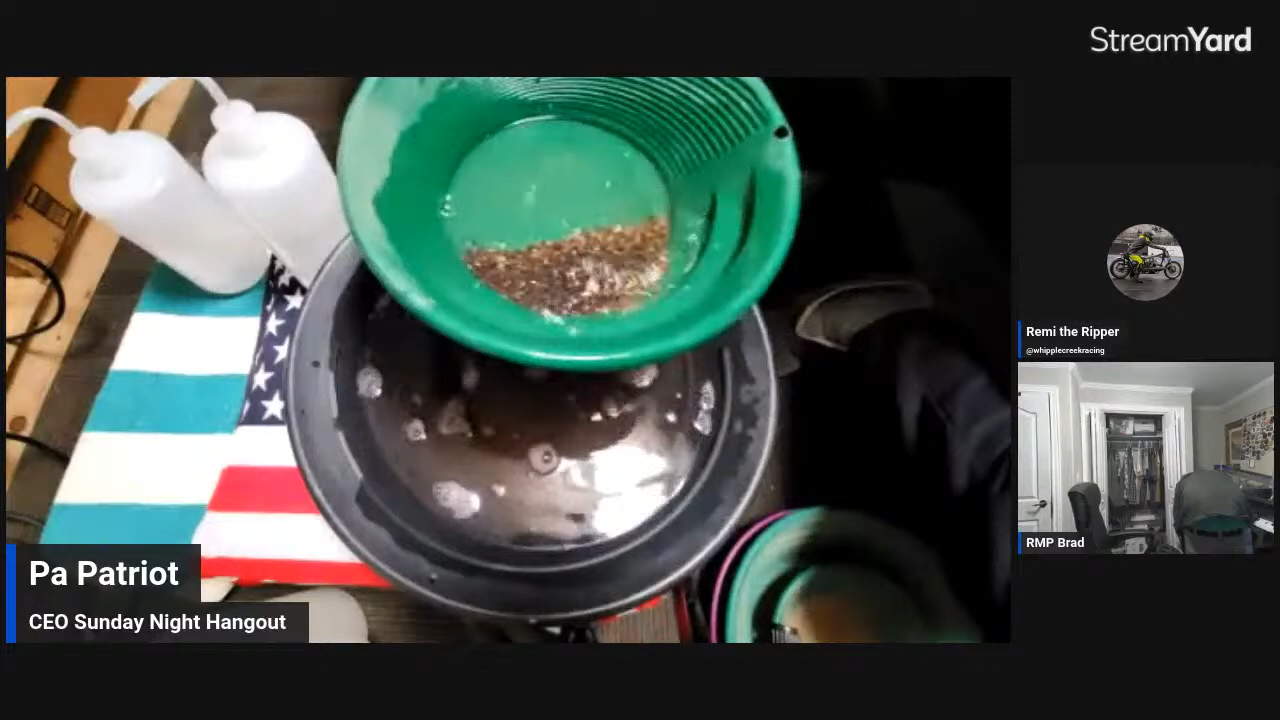 StreamYard
Pa Patriot
CEO Sunday Night Hangout
Remi the Ripper
@whipplecreekracing
RMP Brad